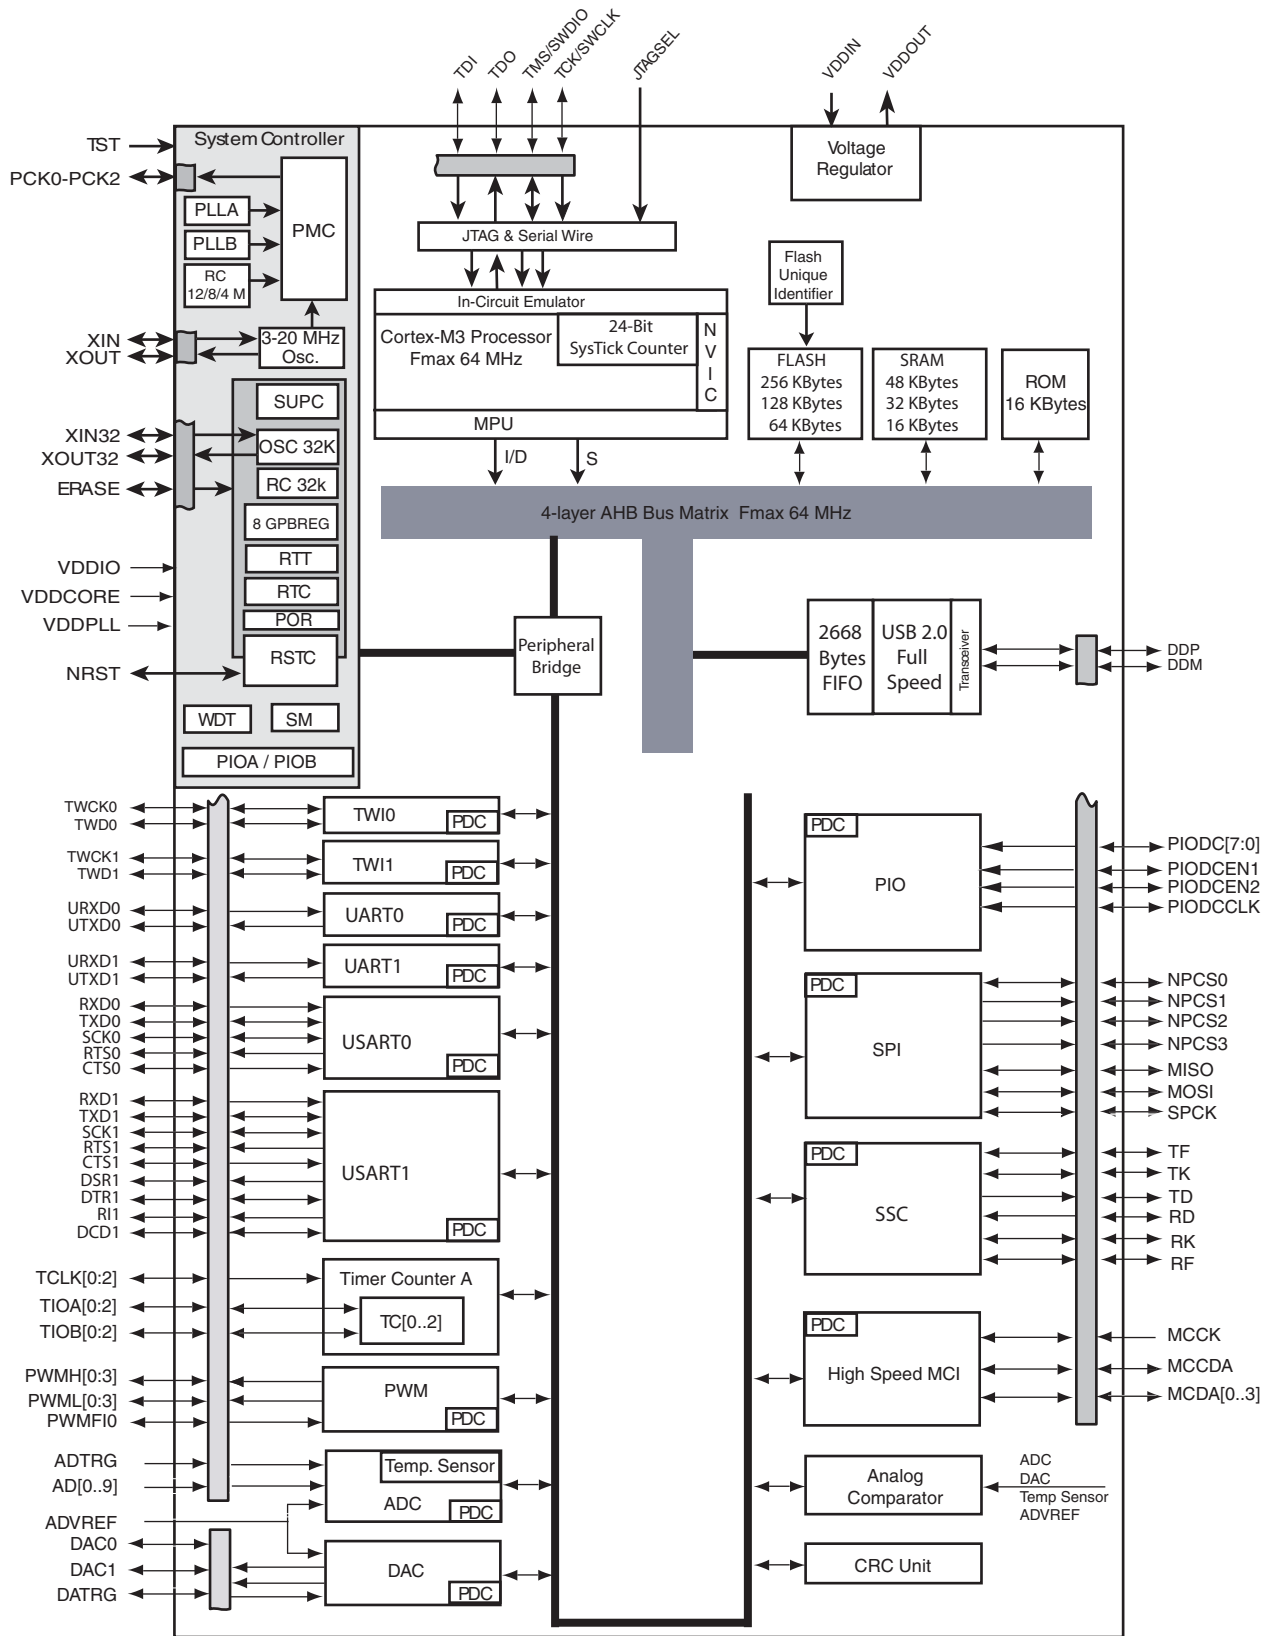 TDI
TDO
TMS/SWDIO
TCK/SWCLK
JTAGSEL
VDDIN
VDDOUT
TST
PCK0-PCK2
XIN
XOUT
XIN32
XOUT32
ERASE
VDDIO
VDDCORE
VDDPLL
NRST
System Controller
PLLA
PLLB
RC
12/8/4 M
PMC
3-20 MHz
Osc.
SUPC
OSC 32K
RC 32k
8 GPBREG
RTT
RTC
POR
RSTC
WDT
SM
PIOA / PIOB
JTAG & Serial Wire
In-Circuit Emulator
Cortex-M3 Processor
Fmax 64 MHz
24-Bit
SysTick Counter
N
V
I
C
MPU
I/D
S
Voltage
Regulator
Flash
Unique
Identifier
FLASH
256 KBytes
128 KBytes
64 KBytes
SRAM
48 KBytes
32 KBytes
16 KBytes
ROM
16 KBytes
4-layer AHB Bus Matrix Fmax 64 MHz
Peripheral
Bridge
2668
Bytes
FIFO
USB 2.0
Full
Speed
Transceiver
DDP
DDM
TWCK0
TWD0
TWI0
PDC
TWCK1
TWD1
TWI1
PDC
URXD0
UTXD0
UART0
PDC
URXD1
UTXD1
UART1
PDC
RXD0
TXD0
SCK0
RTS0
CTS0
USART0
PDC
RXD1
TXD1
SCK1
RTS1
CTS1
DSR1
DTR1
RI1
DCD1
USART1
PDC
TCLK[0:2]
TIOA[0:2]
TIOB[0:2]
Timer Counter A
TC[0..2]
PWMH[0:3]
PWML[0:3]
PWMFI0
PWM
PDC
ADTRG
AD[0..9]
ADVREF
Temp. Sensor
ADC
PDC
DAC0
DAC1
DATRG
DAC
PDC
PDC
PIO
PIODC[7:0]
PIODCEN1
PIODCEN2
PIODCCLK
PDC
SPI
NPCS0
NPCS1
NPCS2
NPCS3
MISO
MOSI
SPCK
PDC
SSC
TF
TK
TD
RD
RK
RF
PDC
High Speed MCI
MCCK
MCCDA
MCDA[0..3]
Analog
Comparator
ADC
DAC
Temp Sensor
ADVREF
CRC Unit